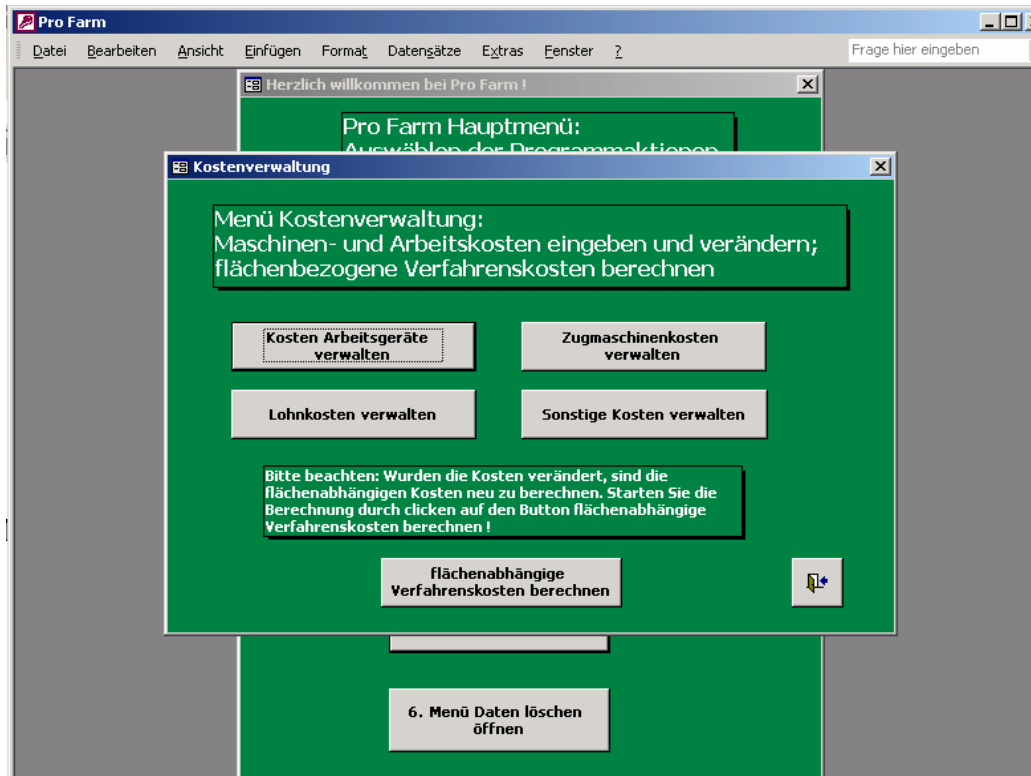 Pro Farm
Datei Bearbeiten Ansicht Einfügen Format Datensätze Extras Fenster ?
Frage hier eingeben
Herzlich willkommen bei Pro Farm !
Pro Farm Hauptmenü:
Auswählen der Programmaktionen
Kostenverwaltung
Menü Kostenverwaltung:
Maschinen- und Arbeitskosten eingeben und verändern;
flächenbezogene Verfahrenskosten berechnen
Kosten Arbeitsgeräte
verwalten
Zugmaschinenkosten
verwalten
Lohnkosten verwalten
Sonstige Kosten verwalten
Bitte beachten: Wurden die Kosten verändert, sind die
flächenabhängigen Kosten neu zu berechnen. Starten Sie die
Berechnung durch clicken auf den Button flächenabhängige
Verfahrenskosten berechnen !
flächenabhängige
Verfahrenskosten berechnen
6. Menü Daten löschen
öffnen